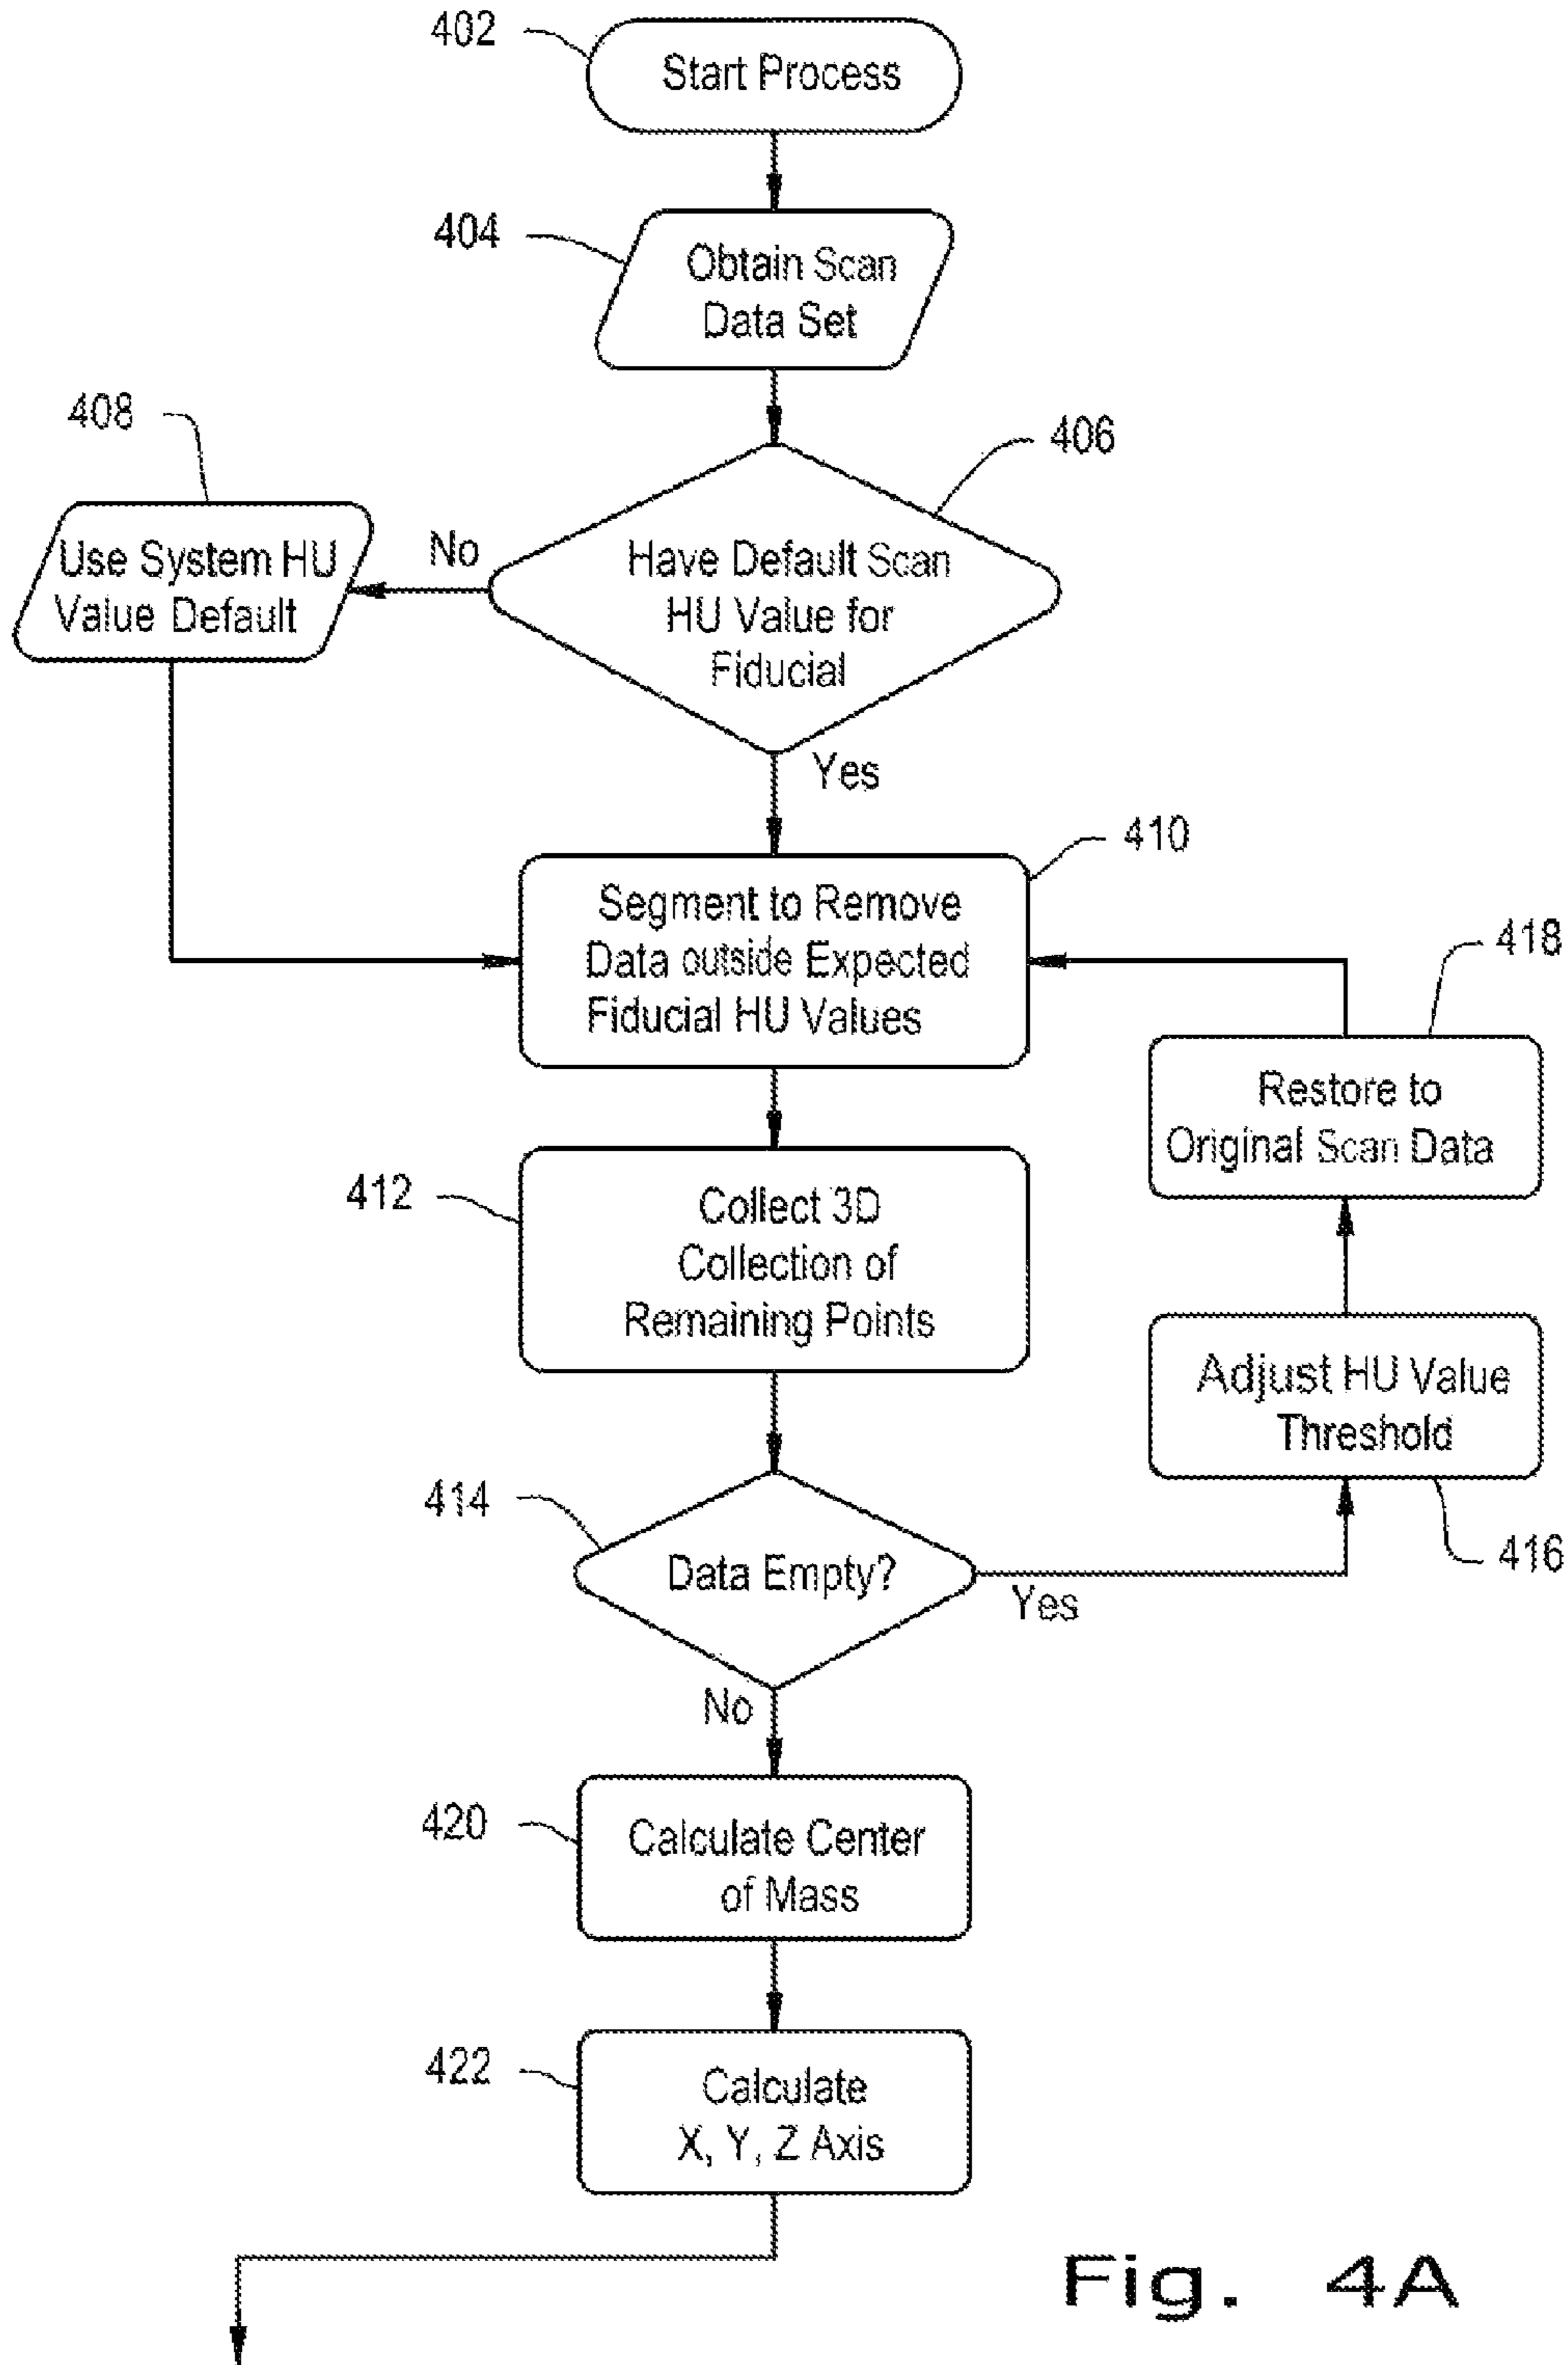 402
Start Process
404
Obtain Scan
Data Set
406
Have Default Scan
HU Value for
Fiducial
No
408
Use System HU
Value Default
Yes
410
Segment to Remove
Data outside Expected
Fiducial HU Values
418
Restore to
Original Scan Data
412
Collect 3D
Collection of
Remaining Points
Adjust HU Value
Threshold
416
414
Data Empty?
Yes
No
420
Calculate Center
of Mass
422
Calculate
X, Y, Z Axis
Fig. 4A